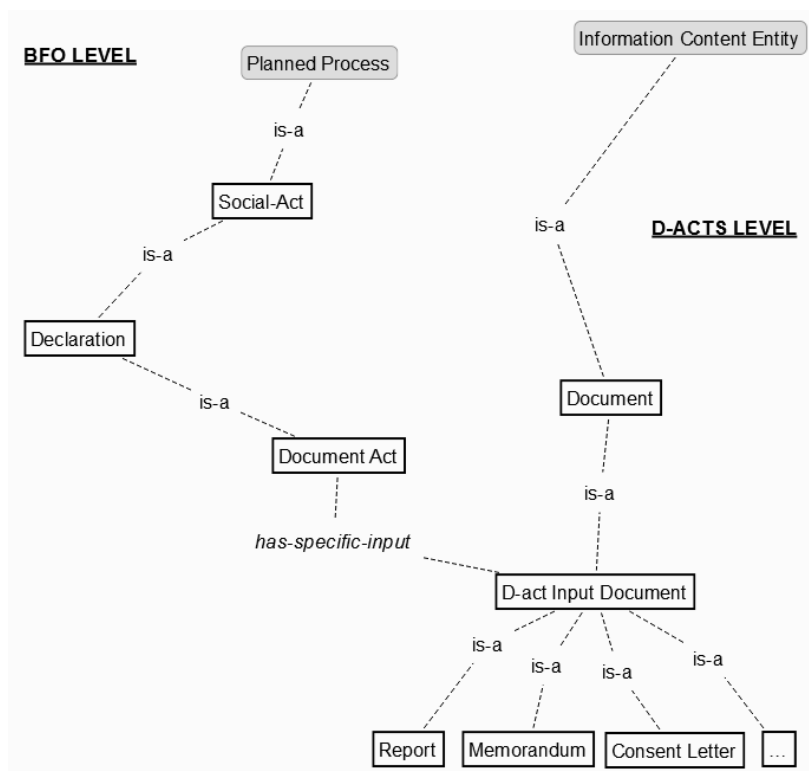 Information Content Entity
BFO LEVEL
Planned Process
is-a
Social-Act
is-a
D-ACTS LEVEL
is-a
Declaration
Document
is-a
Document Act
is-a
has-specific-input
D-act Input Document
is-a
is-a
is-a
is-a
Report
Memorandum
Consent Letter
...